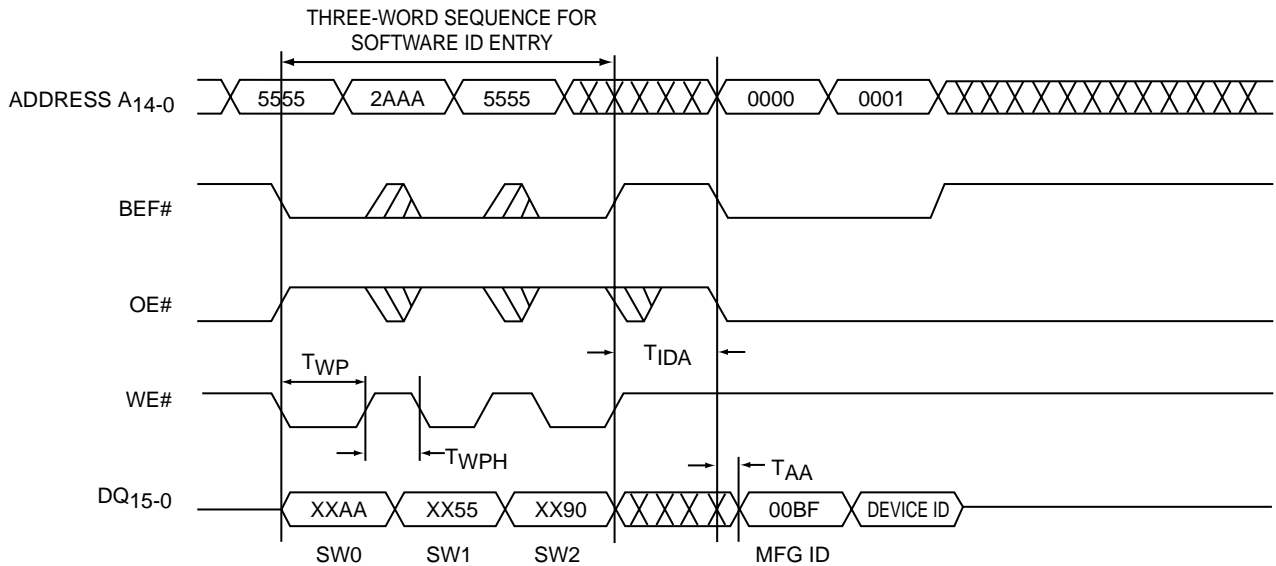 THREE-WORD SEQUENCE FOR
SOFTWARE ID ENTRY
ADDRESS A14-0
5555 2AAA 5555 0000 0001
BEF#
OE#
TWP TIDA
WE#
TWPH TAA
DQ15-0
XXAA XX55 XX90 00BF DEVICE ID
SW0 SW1 SW2 MFG ID